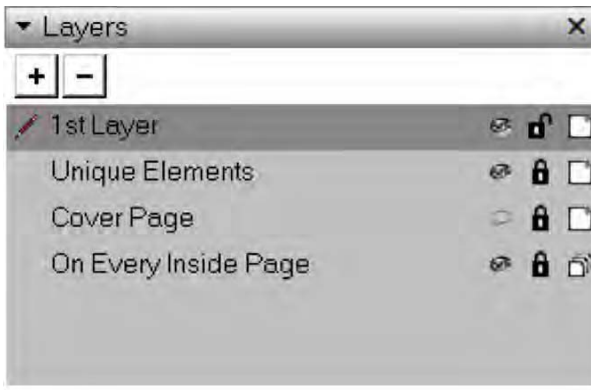 Layers
1st Layer
Unique Elements
Cover Page
On Every Inside Page